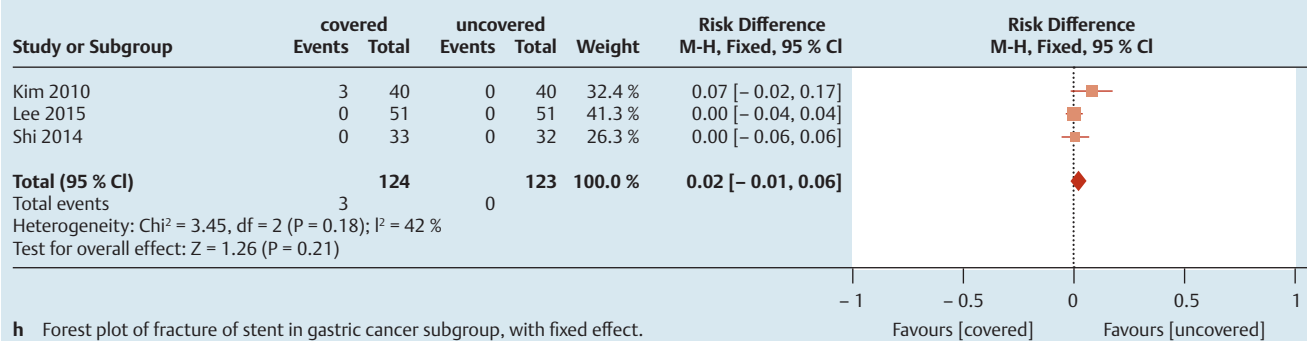 covered uncovered Risk Difference Risk Difference
Study or Subgroup Events Total Events Total Weight M-H, Fixed, 95 % Cl M-H, Fixed, 95 % Cl
Kim 2010 3 40 0 40 32.4 % 0.07 [– 0.02, 0.17]
Lee 2015 0 51 0 51 41.3 % 0.00 [– 0.04, 0.04]
Shi 2014 0 33 0 32 26.3 % 0.00 [– 0.06, 0.06]
Total (95 % Cl) 124 123 100.0 % 0.02 [– 0.01, 0.06]
Total events 3 0
Heterogeneity: Chi² = 3.45, df = 2 (P = 0.18); l² = 42 %
Test for overall effect: Z = 1.26 (P = 0.21)
– 1 – 0.5 0 0.5 1
h Forest plot of fracture of stent in gastric cancer subgroup, with fixed effect. Favours [covered] Favours [uncovered]